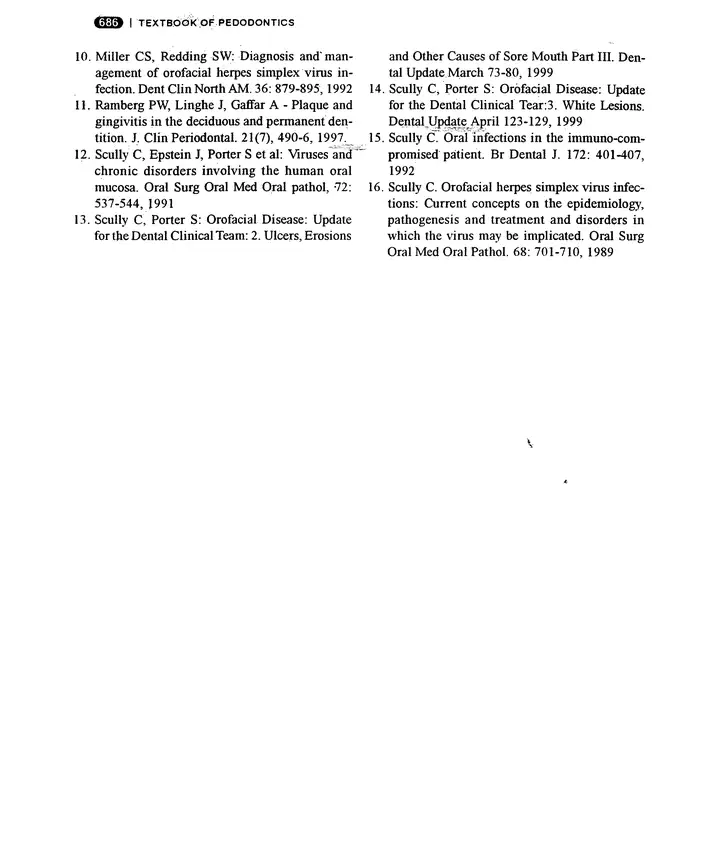 686 | TEXTBOOK OF PEDODONTICS
10. Miller CS, Redding SW: Diagnosis and man-
agement of orofacial herpes simplex virus in-
fection. Dent Clin North AM. 36: 879-895, 1992
11. Ramberg PW, Linghe J, Gaffar A - Plaque and
gingivitis in the deciduous and permanent den-
tition. J. Clin Periodontal. 21(7), 490-6, 1997.
12. Scully C, Epstein J, Porter S et al: Viruses and
chronic disorders involving the human oral
mucosa. Oral Surg Oral Med Oral pathol, 72:
537-544, 1991
13. Scully C, Porter S: Orofacial Disease: Update
for the Dental Clinical Team: 2. Ulcers, Erosions
and Other Causes of Sore Mouth Part III. Den-
tal Update March 73-80, 1999
14. Scully C, Porter S: Orofacial Disease: Update
for the Dental Clinical Tear:3. White Lesions.
Dental Update April 123-129, 1999
15. Scully C. Oral infections in the immuno-com-
promised patient. Br Dental J. 172: 401-407,
1992
16. Scully C. Orofacial herpes simplex virus infec-
tions: Current concepts on the epidemiology,
pathogenesis and treatment and disorders in
which the virus may be implicated. Oral Surg
Oral Med Oral Pathol. 68: 701-710, 1989